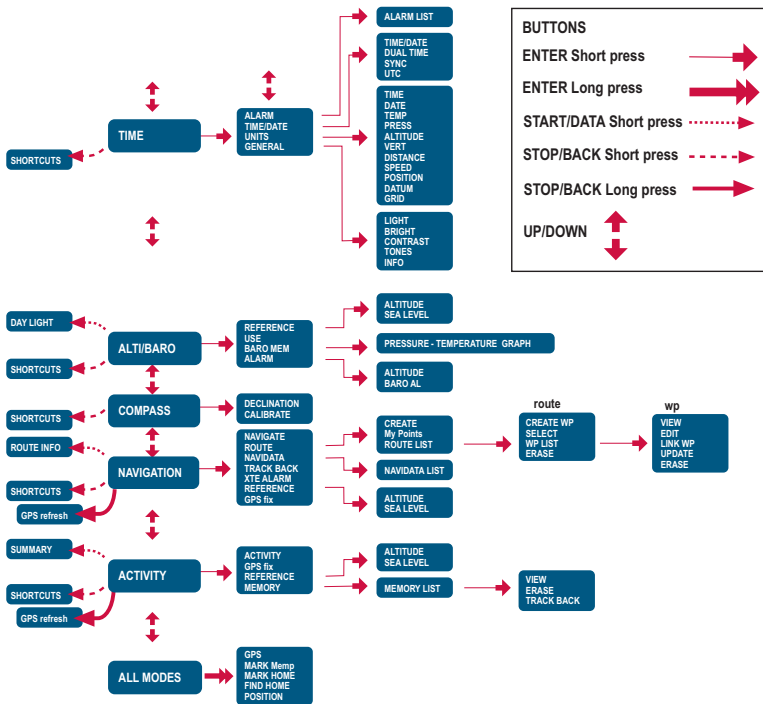 ALARM LIST
TIME/DATE
DUAL TIME
SYNC
UTC
TIME
SHORTCUTS
ALARM
TIME/DATE
UNITS
GENERAL
TIME
DATE
TEMP
PRESS
ALTITUDE
VERT
DISTANCE
SPEED
POSITION
DATUM
GRID
LIGHT
BRIGHT
CONTRAST
TONES
INFO
BUTTONS
ENTER Short press
ENTER Long press
START/DATA Short press
STOP/BACK Short press
STOP/BACK Long press
UP/DOWN
DAY LIGHT
ALTI/BARO
SHORTCUTS
REFERENCE
USE
BARO MEM
ALARM
ALTITUDE
SEA LEVEL
PRESSURE - TEMPERATURE GRAPH
ALTITUDE
BARO AL
SHORTCUTS
COMPASS
DECLINATION
CALIBRATE
ROUTE INFO
NAVIGATION
SHORTCUTS
GPS refresh
NAVIGATE
ROUTE
NAVIDATA
TRACK BACK
XTE ALARM
REFERENCE
GPS fix
CREATE
My Points
ROUTE LIST
NAVIDATA LIST
ALTITUDE
SEA LEVEL
route
CREATE WP
SELECT
WP LIST
ERASE
wp
VIEW
EDIT
LINK WP
UPDATE
ERASE
SUMMARY
ACTIVITY
SHORTCUTS
GPS refresh
ACTIVITY
GPS fix
REFERENCE
MEMORY
ALTITUDE
SEA LEVEL
MEMORY LIST
VIEW
ERASE
TRACK BACK
ALL MODES
GPS
MARK Memp
MARK HOME
FIND HOME
POSITION